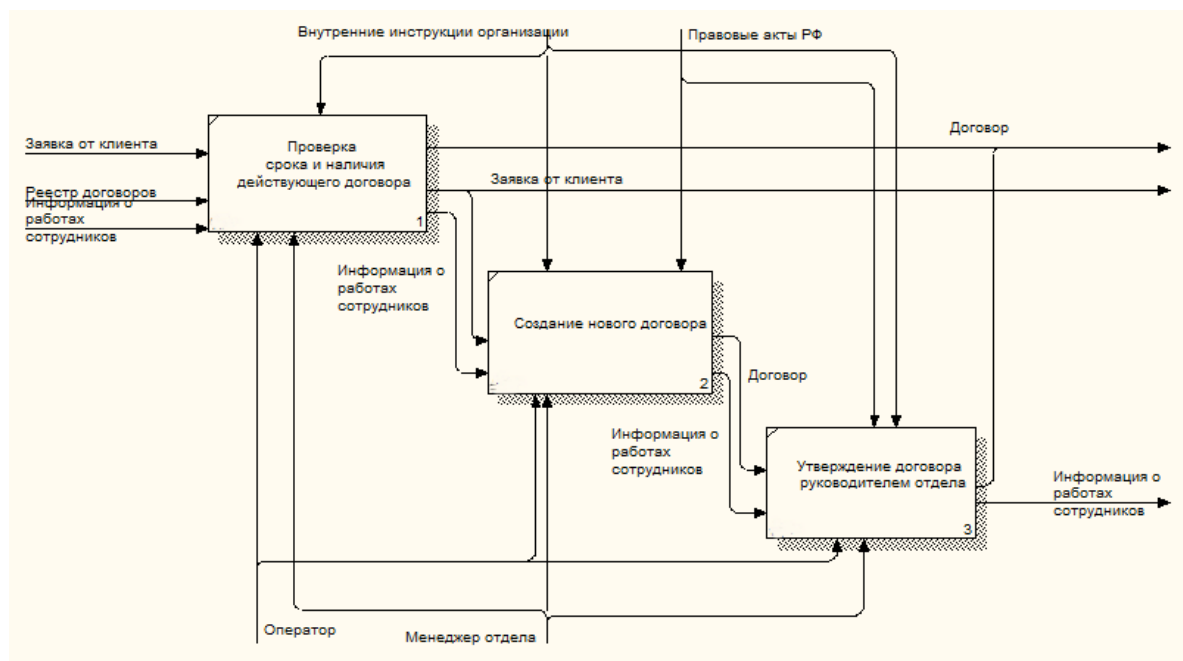 Внутренние инструкции организации
Правовые акты РФ
Заявка от клиента
Реестр договоров
Информация о
работах
сотрудников
Проверка
срока и наличия
действующего договора
1
Договор
Заявка от клиента
Информация о
работах
сотрудников
Создание нового договора
2
Договор
Информация о
работах
сотрудников
Утверждение договора
руководителем отдела
3
Информация о
работах
сотрудников
Оператор
Менеджер отдела